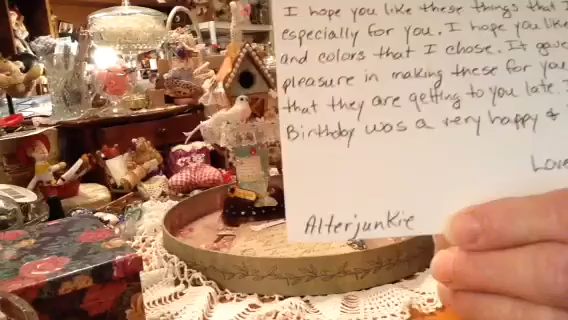 I hope you like these things that I
especially for you. I hope you like
and colors that I chose. It gave
pleasure in making these for you
that they are getting to you late. I
Birthday was a very happy &
Love
Alterjunkie